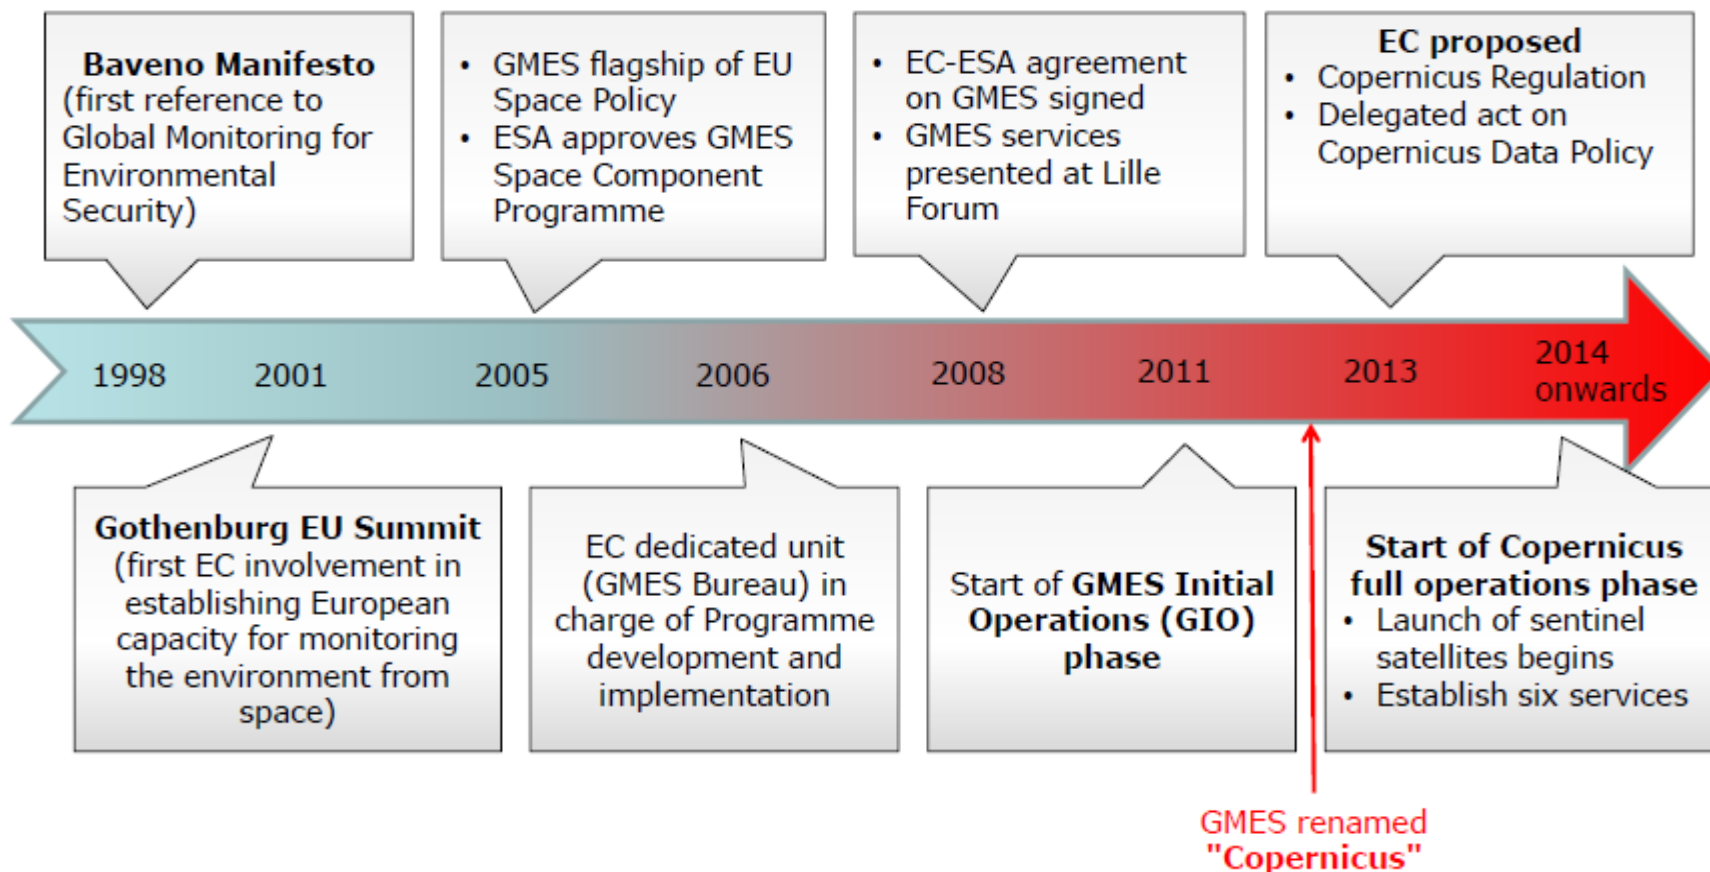 Baveno Manifesto
(first reference to
Global Monitoring for
Environmental
Security)
• GMES flagship of EU
Space Policy
• ESA approves GMES
Space Component
Programme
• EC-ESA agreement
on GMES signed
• GMES services
presented at Lille
Forum
EC proposed
• Copernicus Regulation
• Delegated act on
Copernicus Data Policy
1998
2001
2005
2006
2008
2011
2013
2014
onwards
Gothenburg EU Summit
(first EC involvement in
establishing European
capacity for monitoring
the environment from
space)
EC dedicated unit
(GMES Bureau) in
charge of Programme
development and
implementation
Start of GMES Initial
Operations (GIO)
phase
Start of Copernicus
full operations phase
• Launch of sentinel
satellites begins
• Establish six services
GMES renamed
"Copernicus"